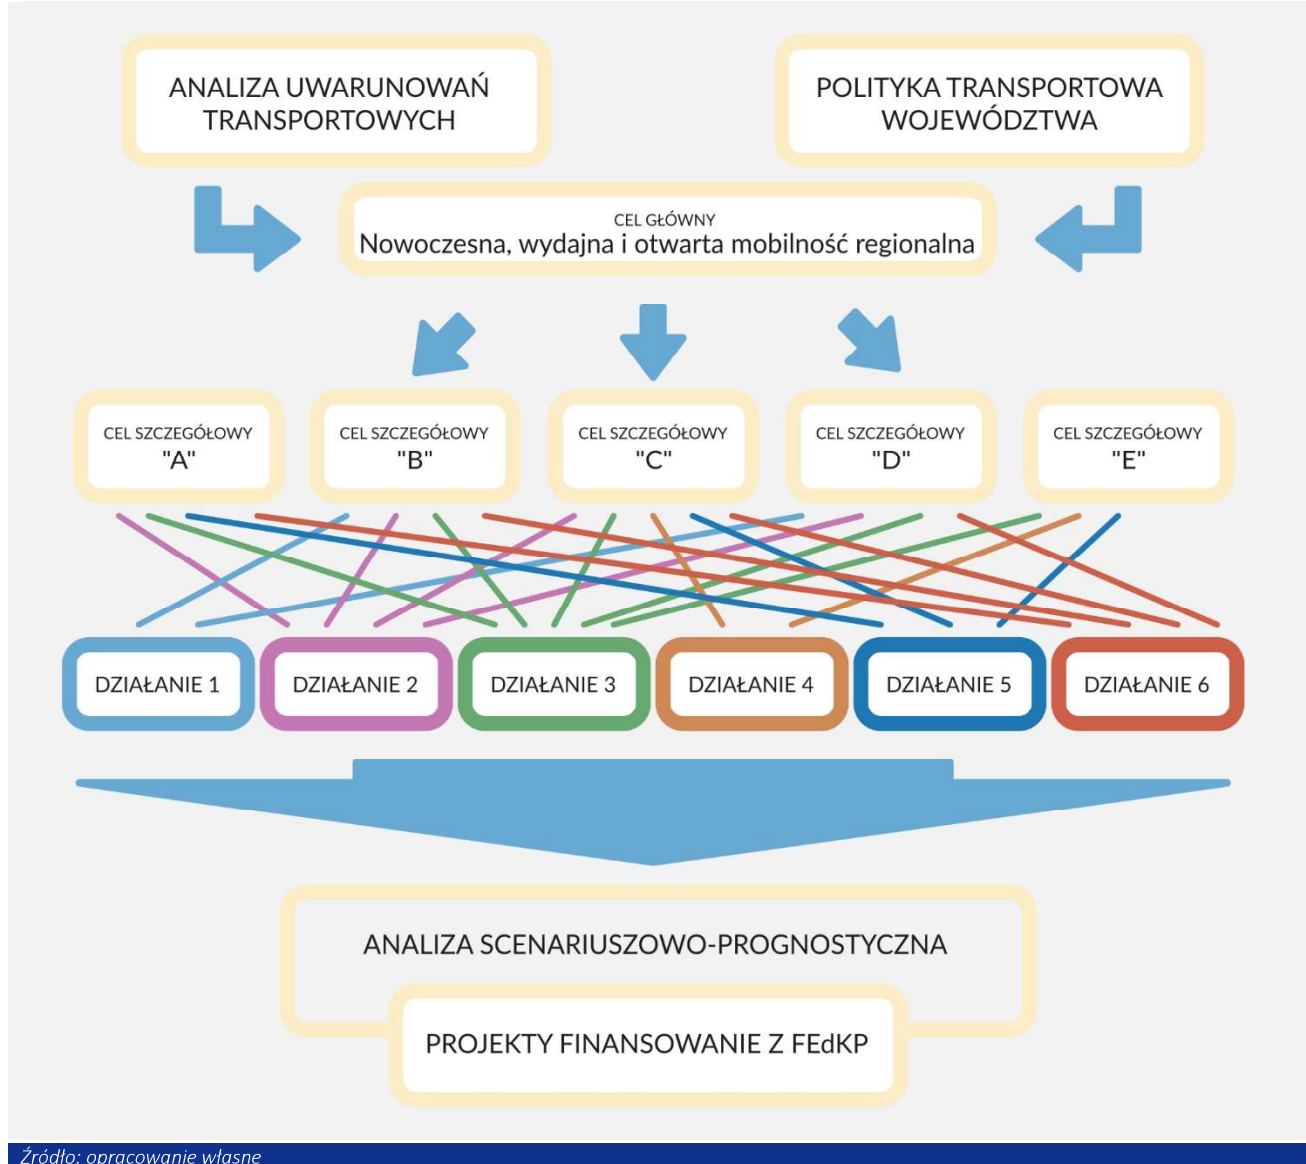 ANALIZA UWARUNOWAŃ
TRANSPORTOWYCH
POLITYKA TRANSPORTOWA
WOJEWÓDZTWA
CEL GŁÓWNY
Nowoczesna, wydajna i otwarta mobilność regionalna
CEL SZCZEGÓŁOWY
"A"
CEL SZCZEGÓŁOWY
"B"
CEL SZCZEGÓŁOWY
"C"
CEL SZCZEGÓŁOWY
"D"
CEL SZCZEGÓŁOWY
"E"
DZIAŁANIE 1
DZIAŁANIE 2
DZIAŁANIE 3
DZIAŁANIE 4
DZIAŁANIE 5
DZIAŁANIE 6
ANALIZA SCENARIUSZOWO-PROGNOSTYCZNA
PROJEKTY FINANSOWANIE Z FEdKP
Źródło: opracowanie własne